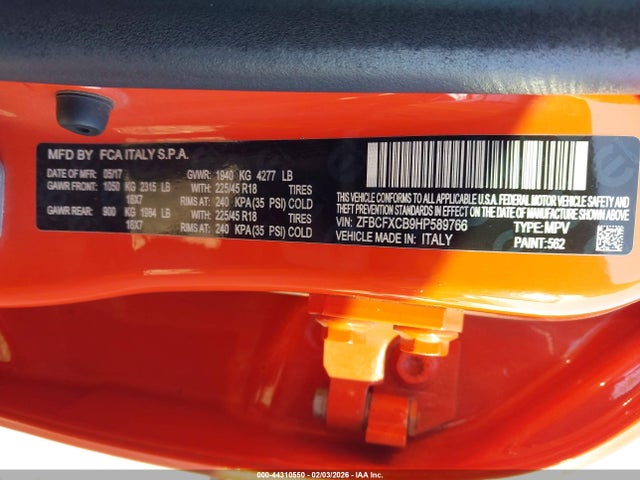 MFD BY FCA ITALY S.P.A.
DATE OF MFR: 05/17 GVWR: 1940 KG 4277 LB
GAWR FRONT: 1050 KG 2315 LB WITH 225/45 R18 TIRES
18X7 RIMS AT: 240 KPA(35 PSI) COLD
GAWR REAR: 900 KG 1984 LB WITH 225/45 R18 TIRES
18X7 RIMS AT: 240 KPA(35 PSI) COLD
THIS VEHICLE CONFORMS TO ALL APPLICABLE U.S.A. FEDERAL MOTOR VEHICLE SAFETY AND
THEFT PREVENTION STANDARDS IN EFFECT ON THE DATE OF MANUFACTURE SHOWN ABOVE
VIN: ZFBCFXCB9HP589766 TYPE: MPV
VEHICLE MADE IN: ITALY PAINT: 562
000-44310550 - 02/03/2026 - IAA Inc.